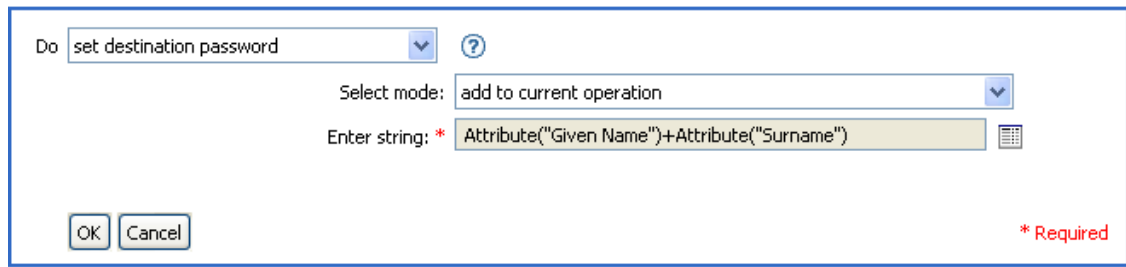 Do set destination password ?
Select mode: add to current operation
Enter string: * Attribute("Given Name")+Attribute("Surname")
OK Cancel * Required